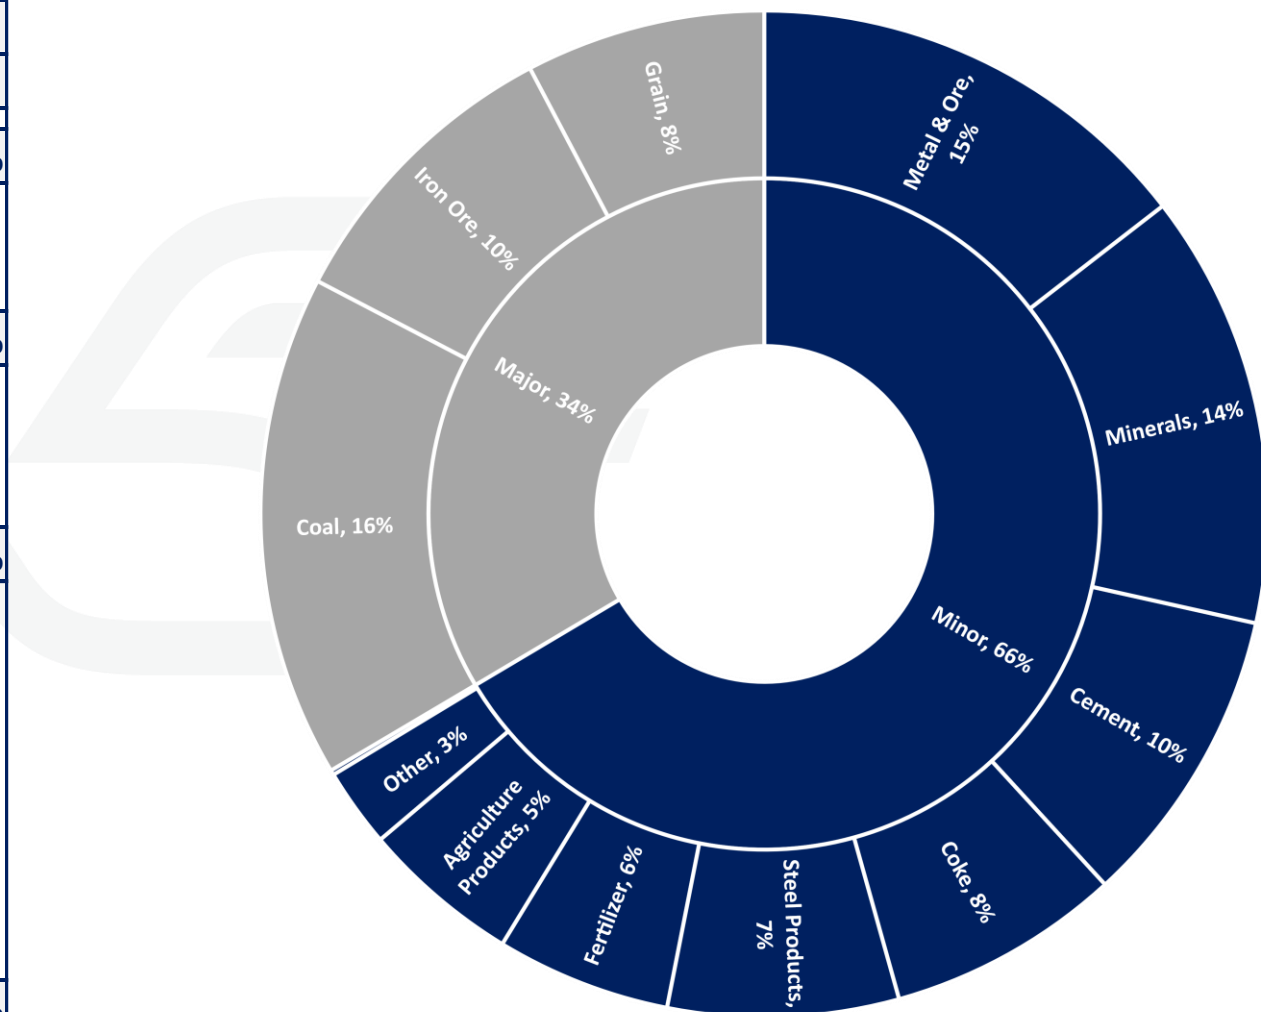 Grain, 8%
Metal & Ore,
15%
Iron Ore, 10%
Major, 34%
Minerals, 14%
Coal, 16%
Minor, 66%
Cement, 10%
Other, 3%
Agriculture
Products, 5%
Fertilizer, 6%
Steel Products,
7%
Coke, 8%